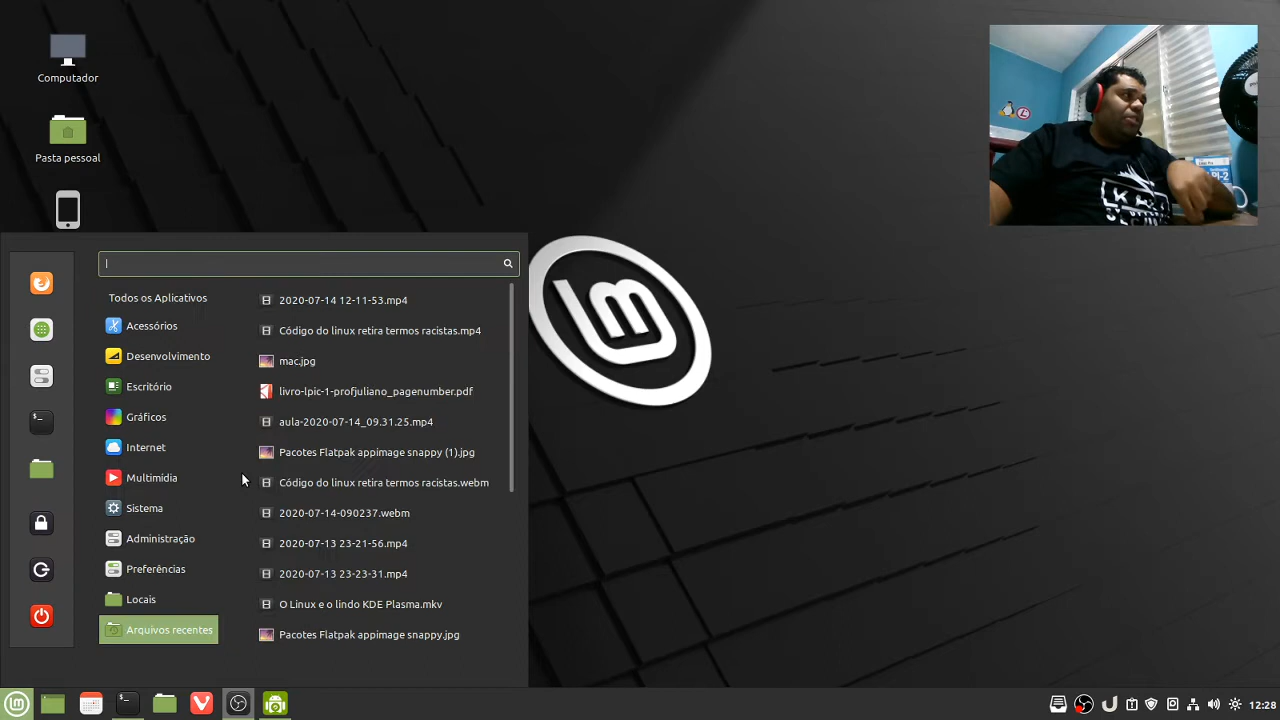 Computador
Pasta pessoal
Todos os Aplicativos
Acessórios
Desenvolvimento
Escritório
Gráficos
Internet
Multimídia
Sistema
Administração
Preferências
Locais
Arquivos recentes
2020-07-14 12-11-53.mp4
Código do linux retira termos racistas.mp4
mac.jpg
livro-lpic-1-profjuliano_pagenumber.pdf
aula-2020-07-14_09.31.25.mp4
Pacotes Flatpak appimage snappy (1).jpg
Código do linux retira termos racistas.webm
2020-07-14-090237.webm
2020-07-13 23-21-56.mp4
2020-07-13 23-23-31.mp4
O Linux e o lindo KDE Plasma.mkv
Pacotes Flatpak appimage snappy.jpg
12:28